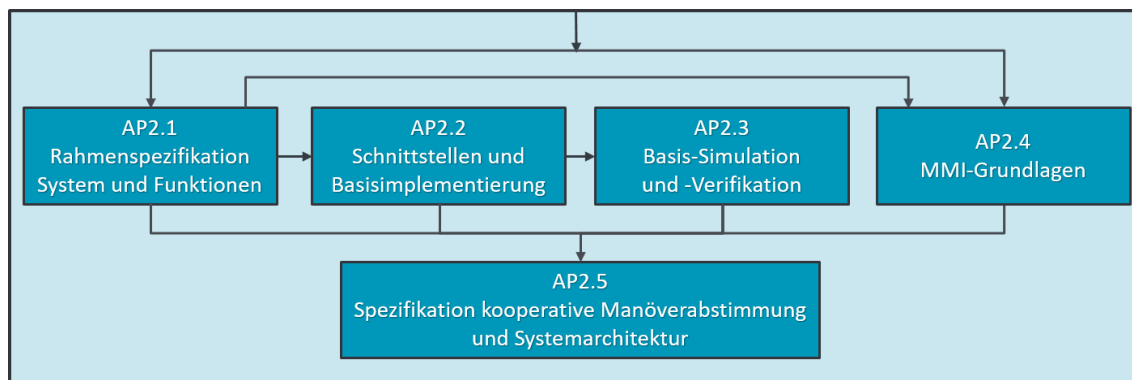 AP2.1
Rahmenspezifikation
System und Funktionen
AP2.2
Schnittstellen und
Basisimplementierung
AP2.3
Basis-Simulation
und -Verifikation
AP2.4
MMI-Grundlagen
AP2.5
Spezifikation kooperative Manöverabstimmung
und Systemarchitektur